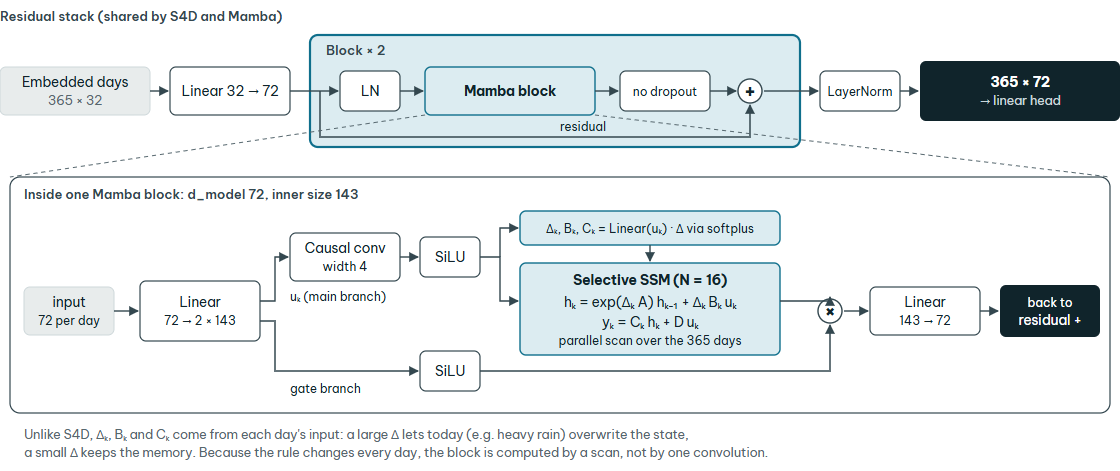 Residual stack (shared by S4D and Mamba)
Block × 2
Embedded days
365 × 32
Linear 32 → 72
LN
Mamba block
no dropout
+
LayerNorm
365 × 72
→ linear head
residual
Inside one Mamba block: d_model 72, inner size 143
input
72 per day
Linear
72 → 2 × 143
Causal conv
width 4
uₖ (main branch)
SiLU
Δₖ, Bₖ, Cₖ = Linear(uₖ) · Δ via softplus
Selective SSM (N = 16)
hₖ = exp(Δₖ A) hₖ₋₁ + Δₖ Bₖ uₖ
yₖ = Cₖ hₖ + D uₖ
parallel scan over the 365 days
SiLU
gate branch
×
Linear
143 → 72
back to
residual +
Unlike S4D, Δₖ, Bₖ and Cₖ come from each day's input: a large Δ lets today (e.g. heavy rain) overwrite the state,
a small Δ keeps the memory. Because the rule changes every day, the block is computed by a scan, not by one convolution.